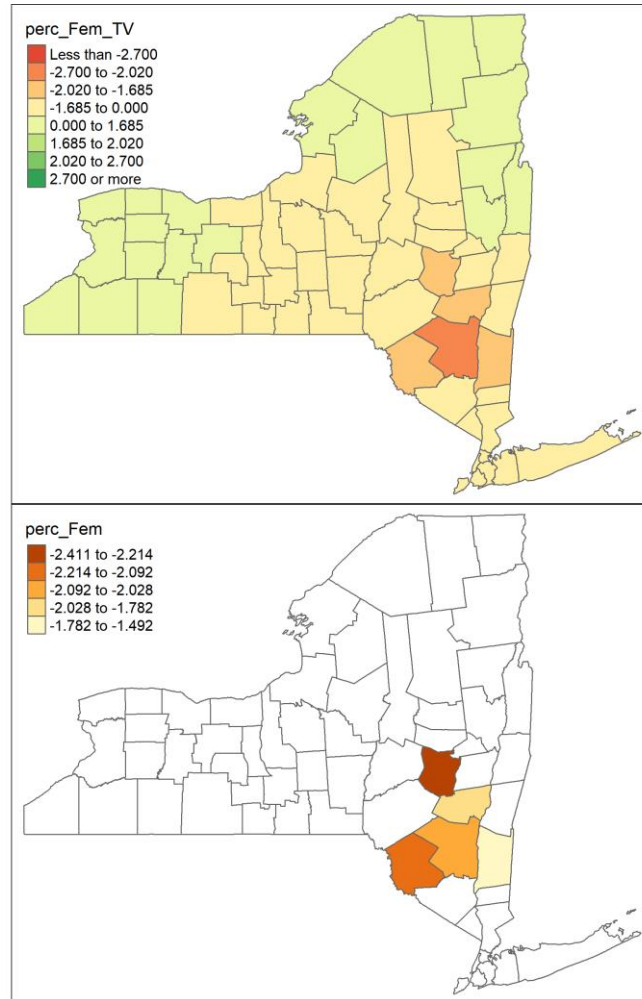 perc_Fem_TV
Less than -2.700
-2.700 to -2.020
-2.020 to -1.685
-1.685 to 0.000
0.000 to 1.685
1.685 to 2.020
2.020 to 2.700
2.700 or more
perc_Fem
-2.411 to -2.214
-2.214 to -2.092
-2.092 to -2.028
-2.028 to -1.782
-1.782 to -1.492